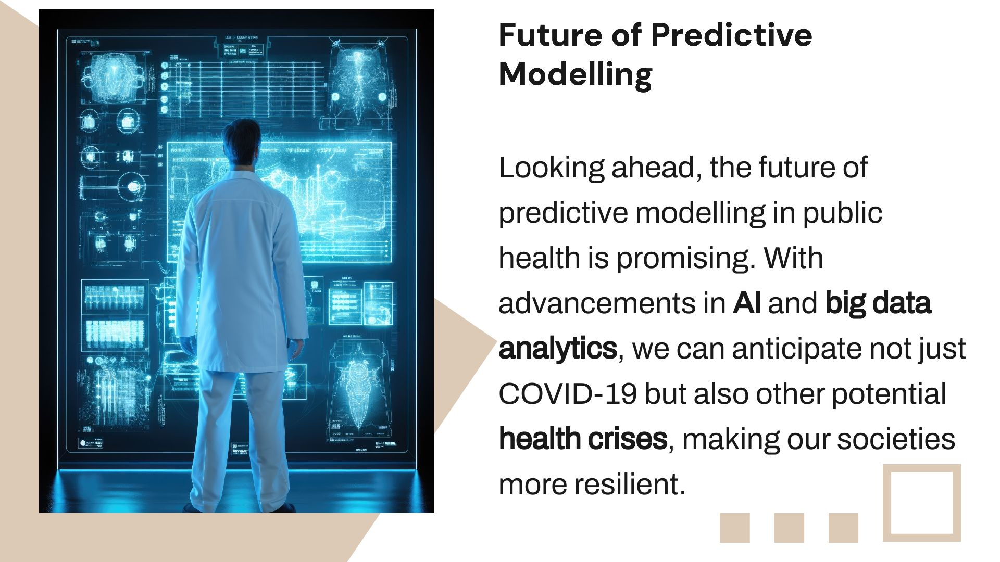 Future of Predictive
Modelling
Looking ahead, the future of
predictive modelling in public
health is promising. With
advancements in AI and big data
analytics, we can anticipate not just
COVID-19 but also other potential
health crises, making our societies
more resilient.